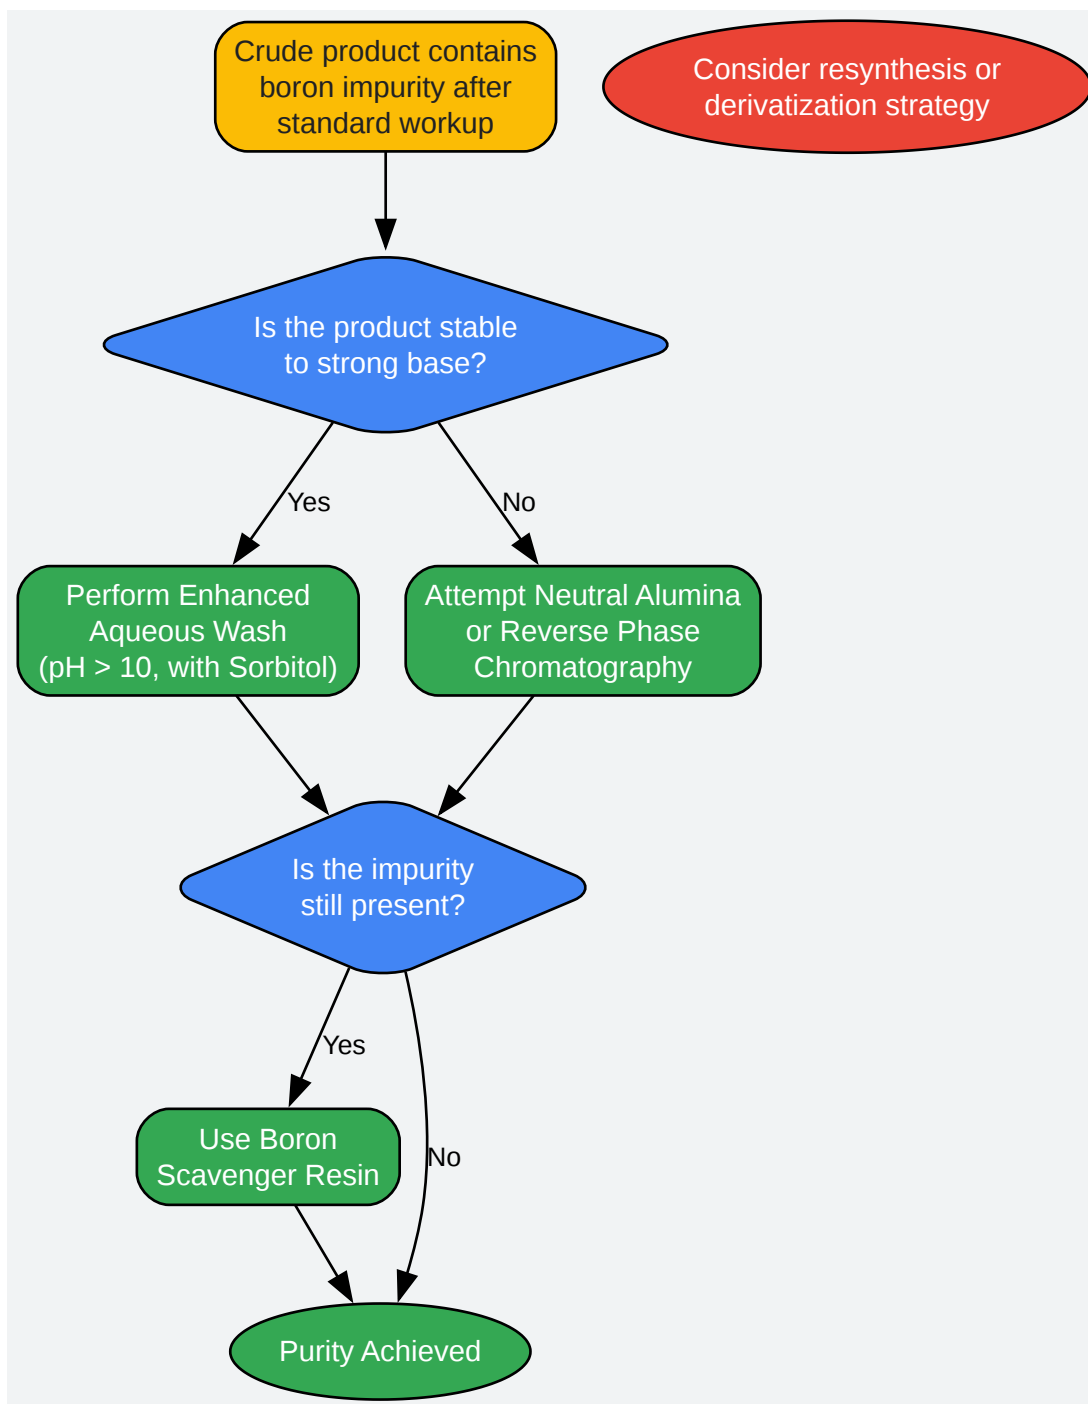 Crude product contains
boron impurity after
standard workup
Consider resynthesis or
derivatization strategy
Is the product stable
to strong base?
Yes
No
Perform Enhanced
Aqueous Wash
(pH > 10, with Sorbitol)
Attempt Neutral Alumina
or Reverse Phase
Chromatography
Is the impurity
still present?
Yes
Use Boron
Scavenger Resin
No
Purity Achieved